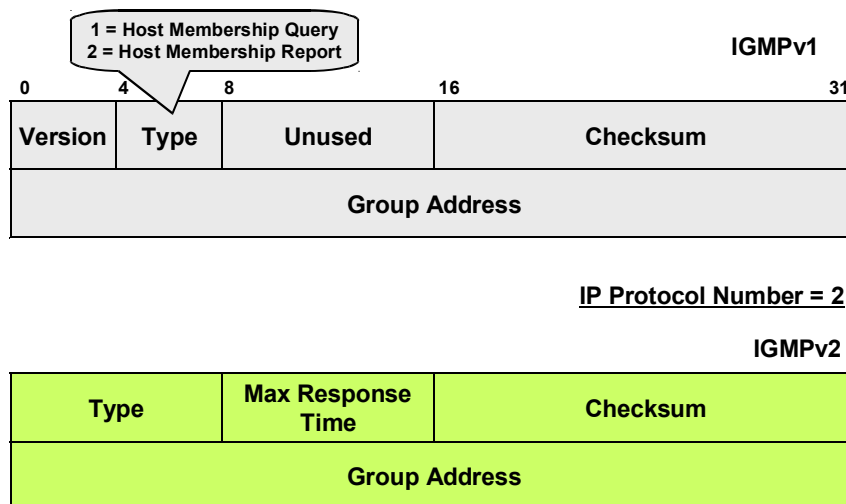 1 = Host Membership Query
2 = Host Membership Report
IGMPv1
0 4 8 16 31
Version Type Unused Checksum
Group Address
IP Protocol Number = 2
IGMPv2
Type Max Response Time Checksum
Group Address